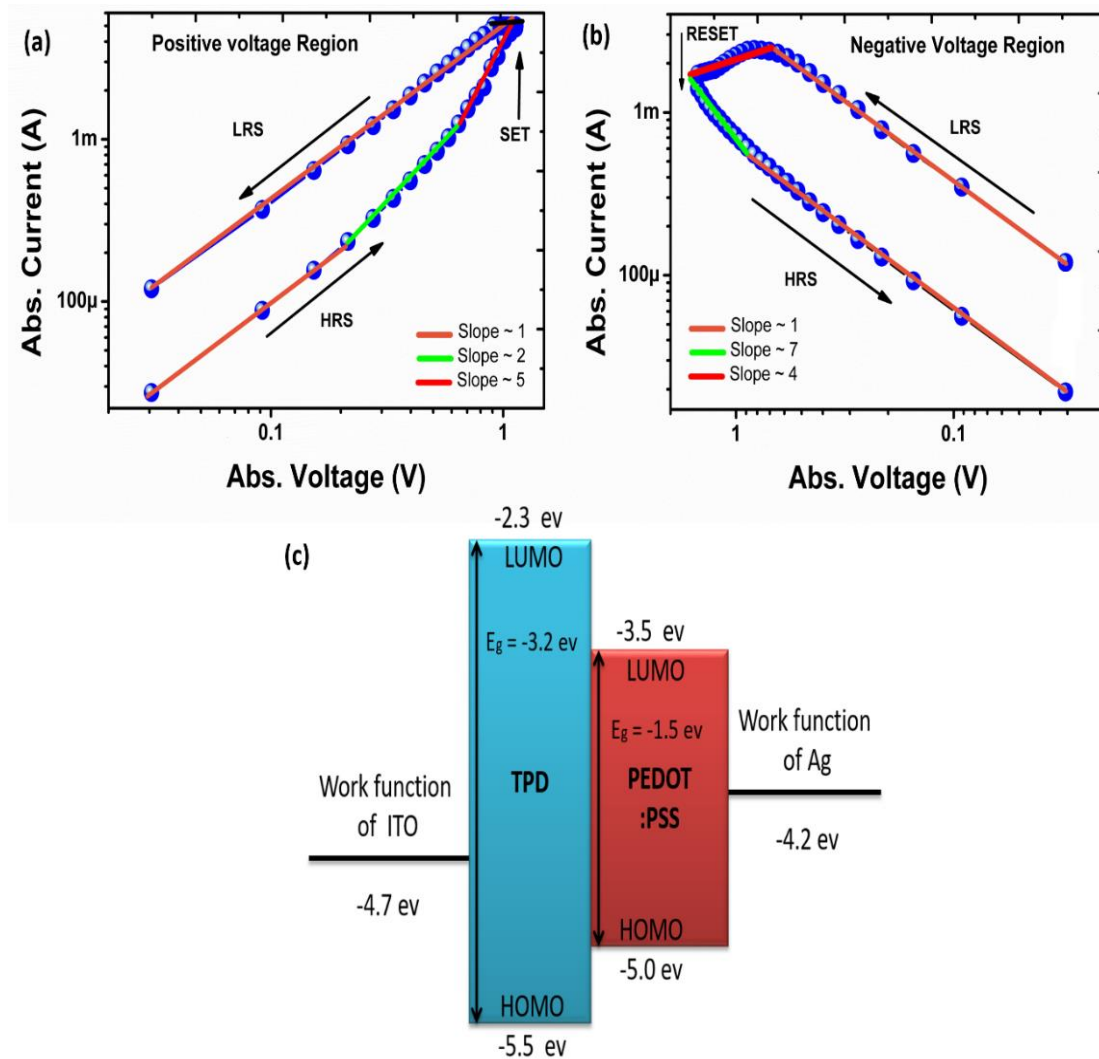 (a)
Positive voltage Region
LRS
HRS
SET
Slope ~ 1
Slope ~ 2
Slope ~ 5
1m
100μ
0.1
1
Abs. Current (A)
Abs. Voltage (V)
(b)
RESET
Negative Voltage Region
LRS
HRS
Slope ~ 1
Slope ~ 7
Slope ~ 4
1m
100μ
1
0.1
Abs. Current (A)
Abs. Voltage (V)
(c)
-2.3 ev
LUMO
Eg = -3.2 ev
TPD
HOMO
-5.5 ev
-3.5 ev
LUMO
Eg = -1.5 ev
PEDOT
:PSS
HOMO
-5.0 ev
Work function
of ITO
-4.7 ev
Work function
of Ag
-4.2 ev